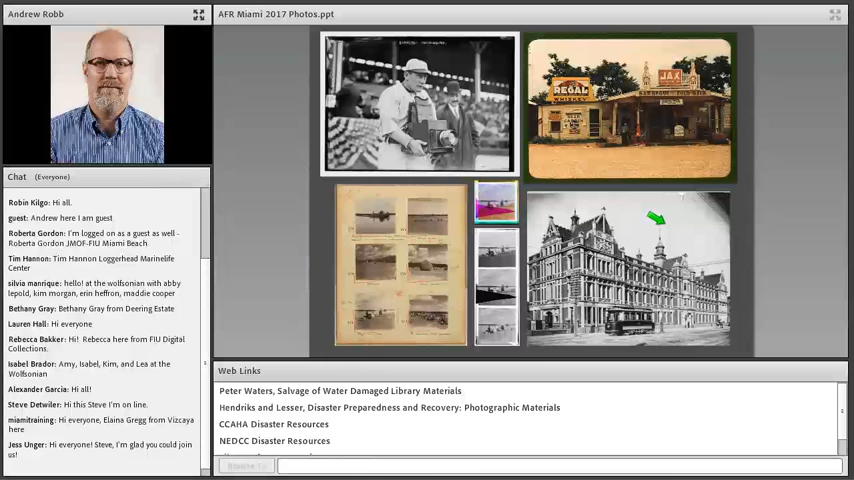 Andrew Robb
Chat (Everyone)
Robin Kilgo: Hi all.
guest: Andrew here I am guest
Roberta Gordon: I'm logged on as a guest as well -
Roberta Gordon JMOF-FIU Miami Beach
Tim Hannon: Tim Hannon Loggerhead Marinelife
Center
silvia manrique: hello! at the wolfsonian with abby
lepold, kim morgan, erin heffron, maddie cooper
Bethany Gray: Bethany Gray from Deering Estate
Lauren Hall: Hi everyone
Rebecca Bakker: Hi! Rebecca here from FIU Digital
Collections.
Isabel Brador: Amy, Isabel, Kim, and Lea at the
Wolfsonian
Alexander Garcia: Hi all!
Steve Detwiler: Hi this Steve I'm on line.
miamitraining: Hi everyone, Elaina Gregg from Vizcaya
here
Jess Unger: Hi everyone! Steve, I'm glad you could join
us!
AFR Miami 2017 Photos.ppt
REGAL
WHISKEY
JAX
Web Links
Peter Waters, Salvage of Water Damaged Library Materials
Hendriks and Lesser, Disaster Preparedness and Recovery: Photographic Materials
CCAHA Disaster Resources
NEDCC Disaster Resources
Browse To